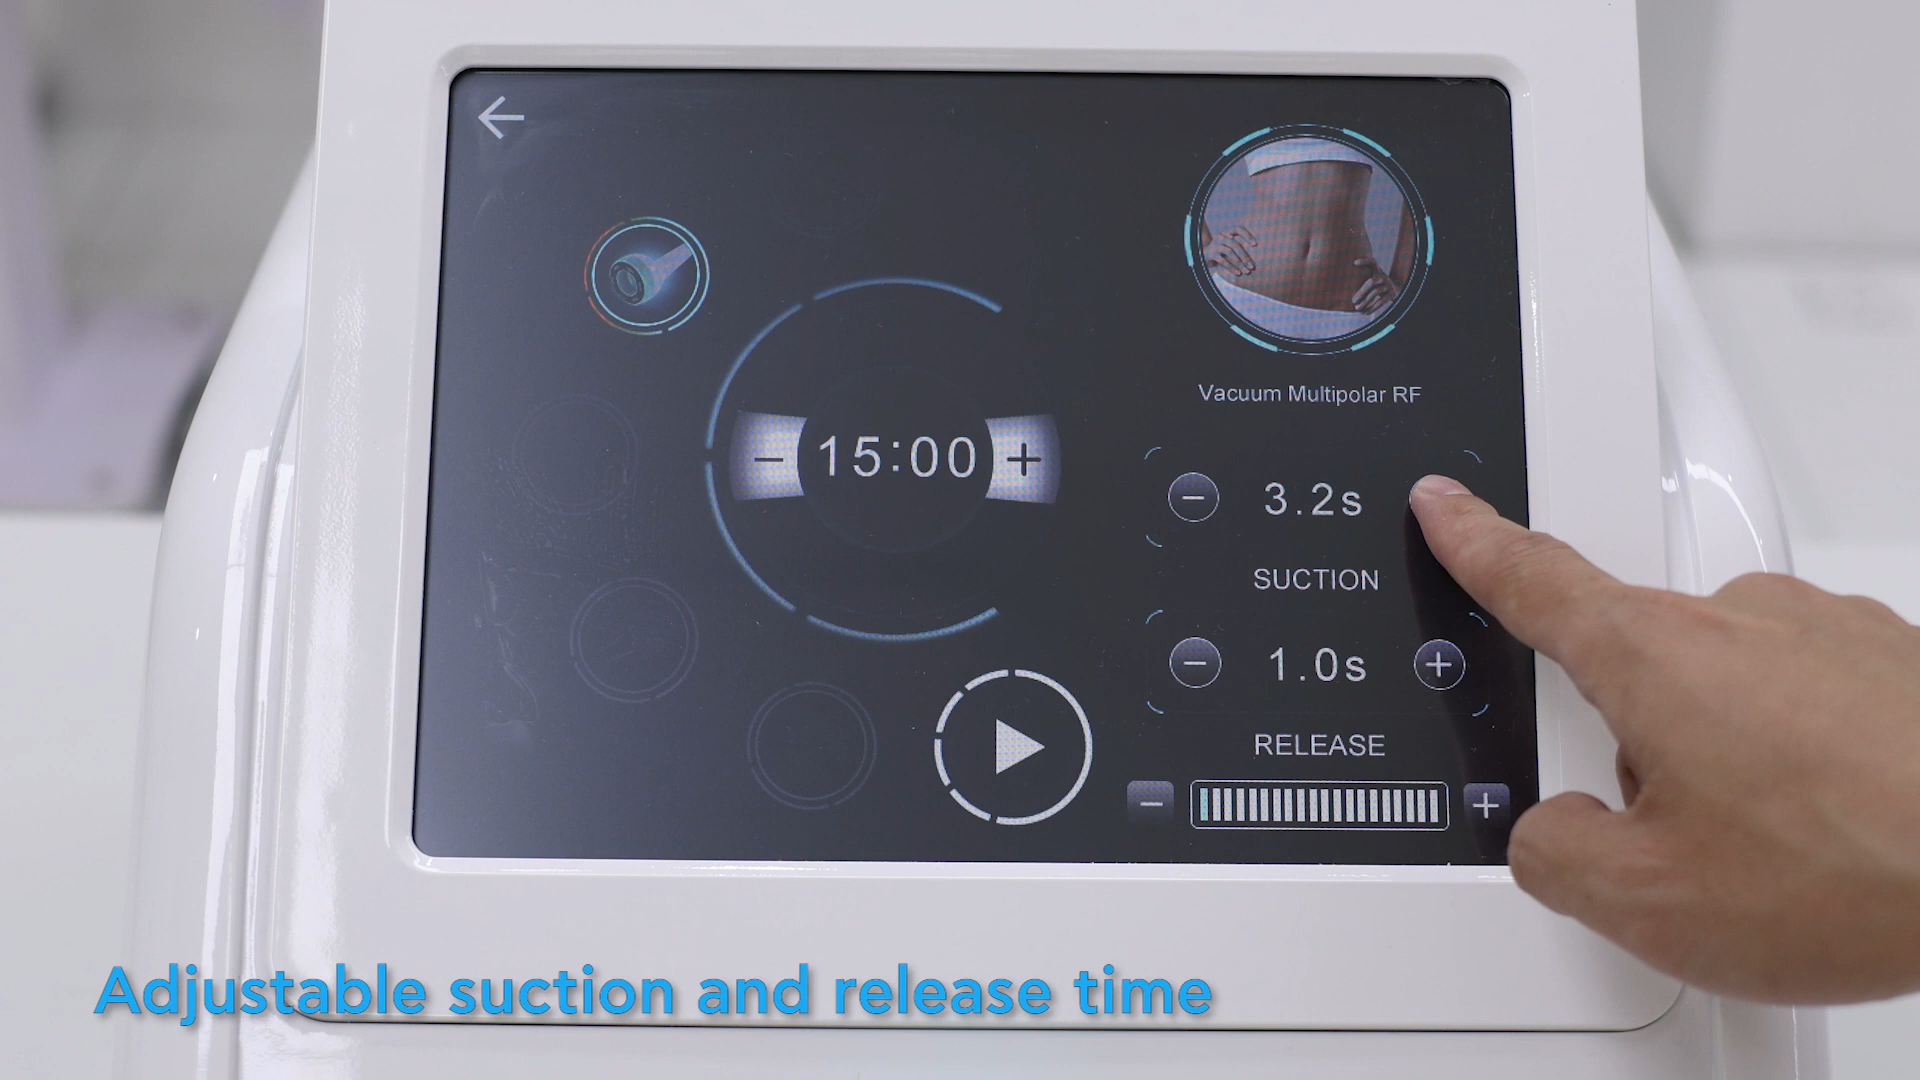 Vacuum Multipolar RF
− 15:00 +
− 3.2s
SUCTION
− 1.0s +
RELEASE
− +
Adjustable suction and release time